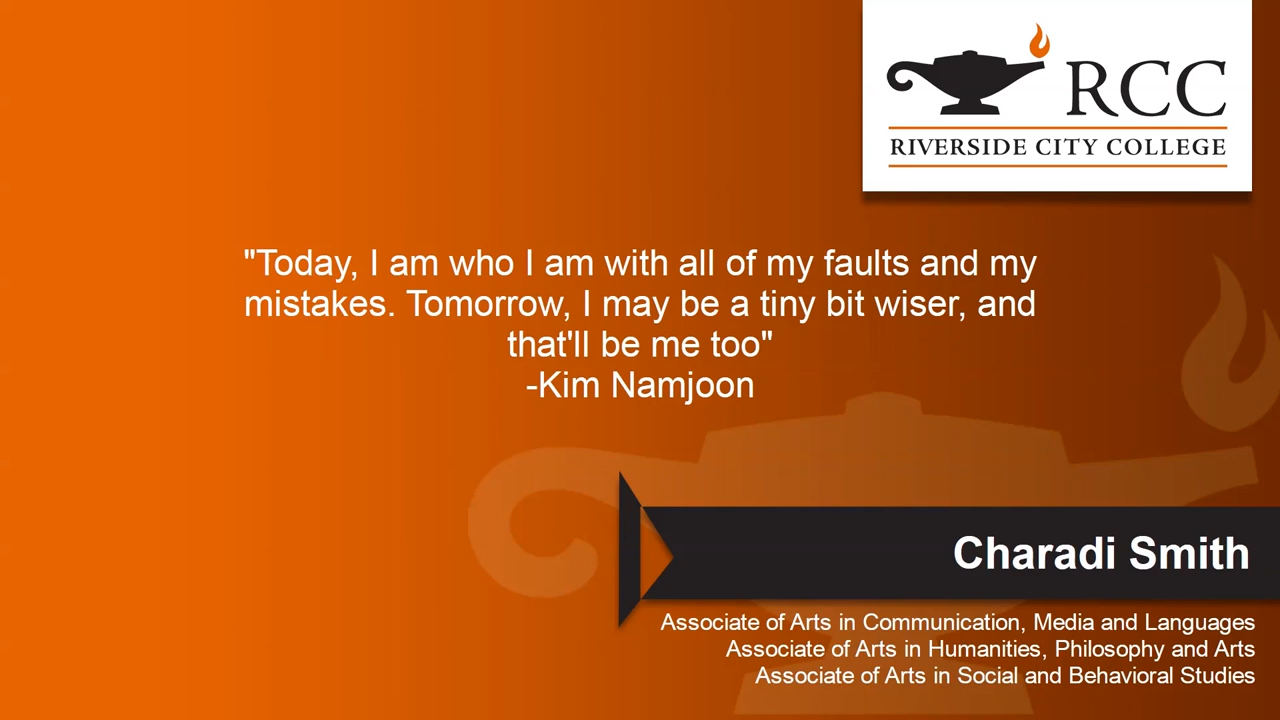 RCC
RIVERSIDE CITY COLLEGE
"Today, I am who I am with all of my faults and my
mistakes. Tomorrow, I may be a tiny bit wiser, and
that'll be me too"
-Kim Namjoon
Charadi Smith
Associate of Arts in Communication, Media and Languages
Associate of Arts in Humanities, Philosophy and Arts
Associate of Arts in Social and Behavioral Studies